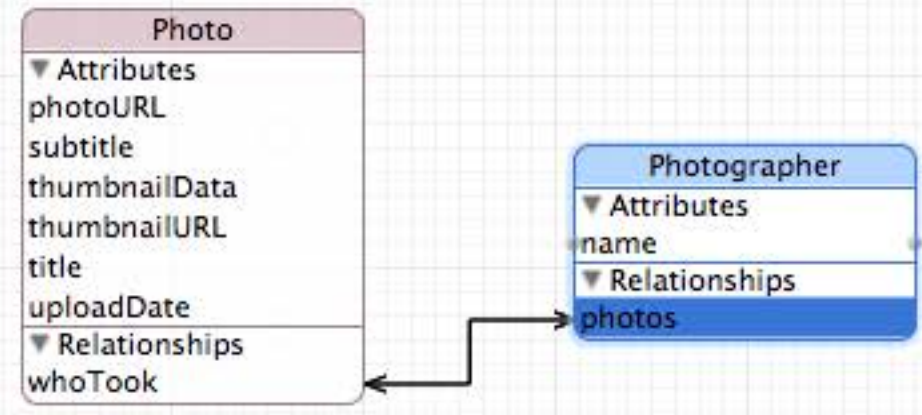 Photo
Attributes
photoURL
subtitle
thumbnailData
thumbnailURL
title
uploadDate
Relationships
whoTook
Photographer
Attributes
name
Relationships
photos